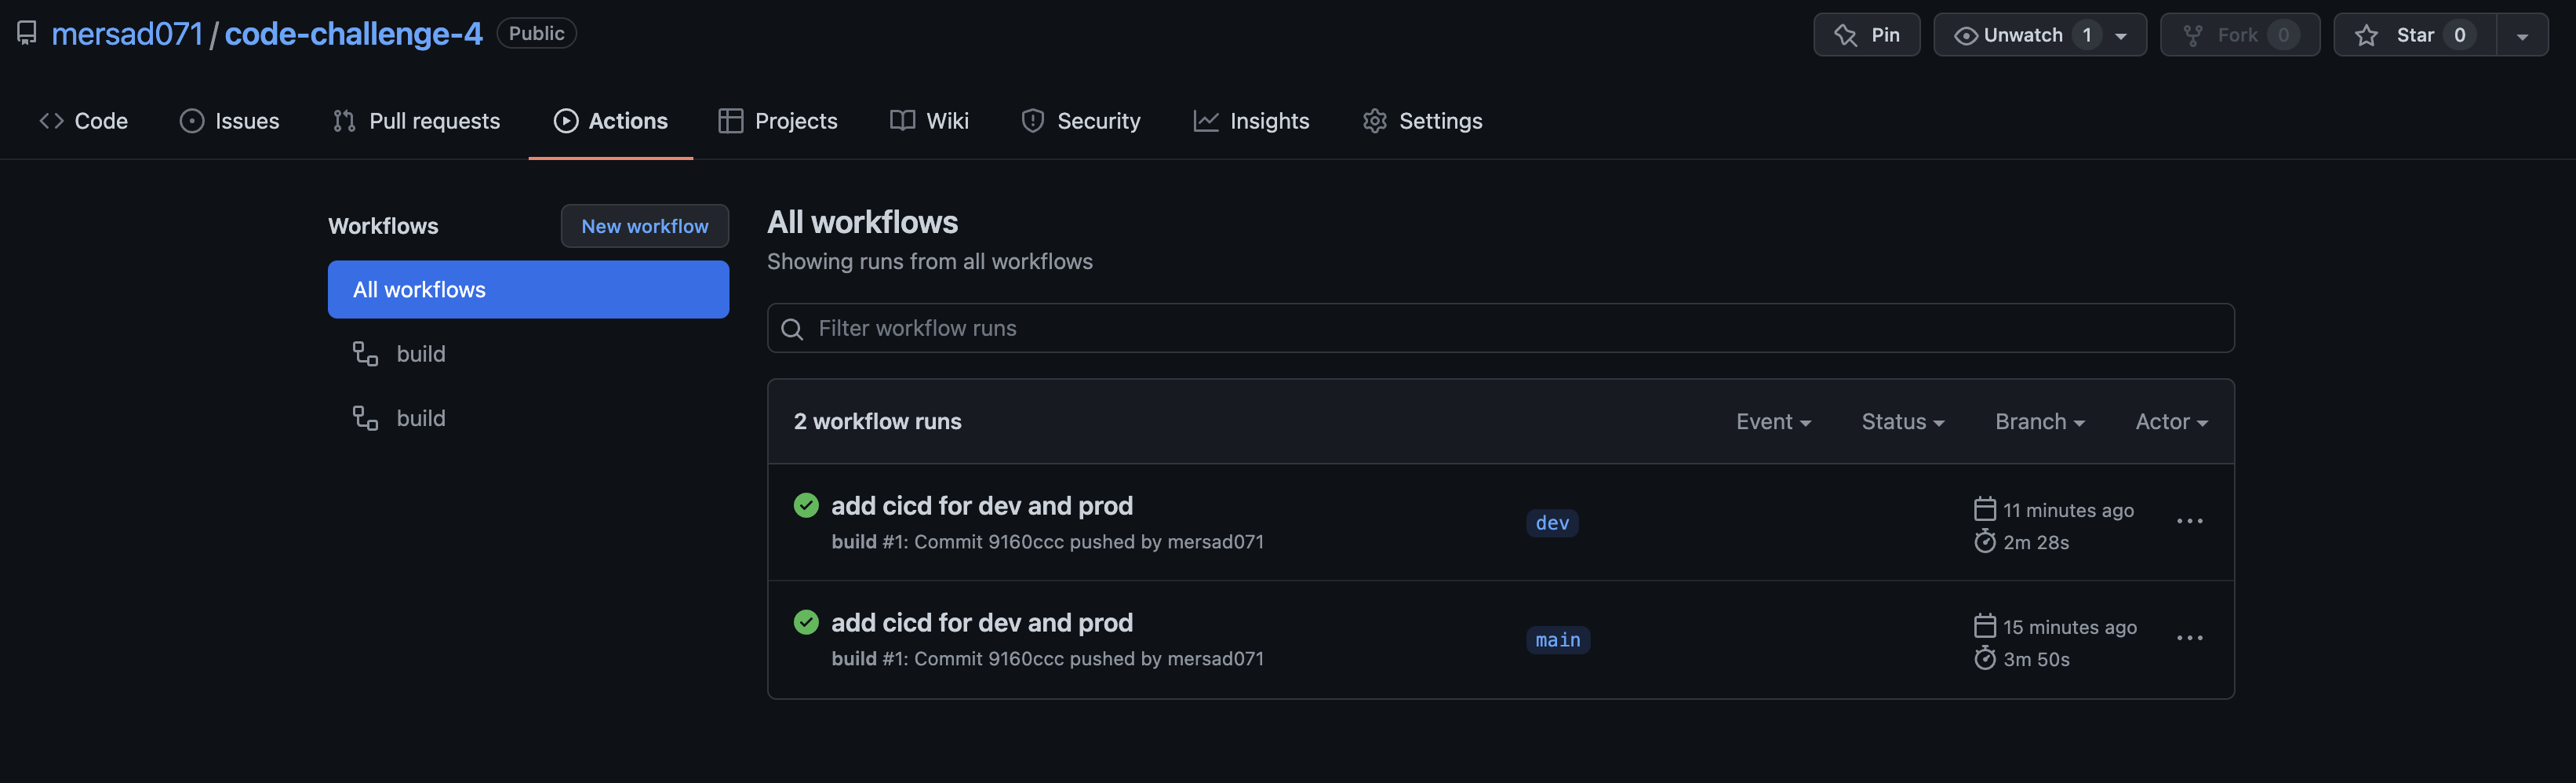 mersad071 / code-challenge-4 Public
Pin Unwatch 1 Fork 0 Star 0
Code Issues Pull requests Actions Projects Wiki Security Insights Settings
Workflows New workflow
All workflows
build
build
All workflows
Showing runs from all workflows
Filter workflow runs
2 workflow runs Event Status Branch Actor
add cicd for dev and prod
build #1: Commit 9160ccc pushed by mersad071
dev
11 minutes ago
2m 28s
add cicd for dev and prod
build #1: Commit 9160ccc pushed by mersad071
main
15 minutes ago
3m 50s